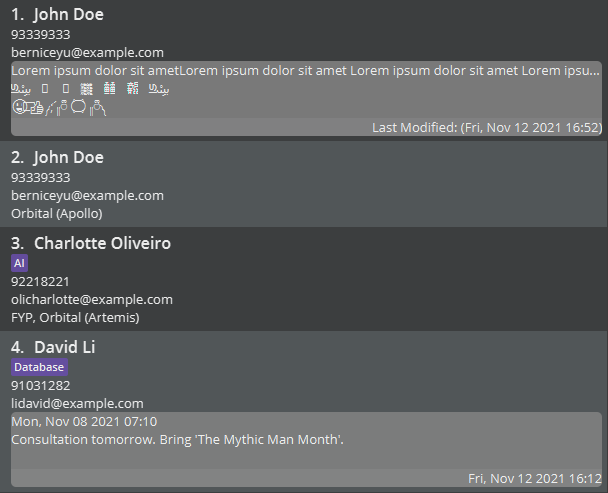 1. John Doe
93339333
berniceyu@example.com
Lorem ipsum dolor sit ametLorem ipsum dolor sit amet Lorem ipsum dolor sit amet Lorem ipsu...
Last Modified: (Fri, Nov 12 2021 16:52)
2. John Doe
93339333
berniceyu@example.com
Orbital (Apollo)
3. Charlotte Oliveiro
AI
92218221
olicharlotte@example.com
FYP, Orbital (Artemis)
4. David Li
Database
91031282
lidavid@example.com
Mon, Nov 08 2021 07:10
Consultation tomorrow. Bring 'The Mythic Man Month'.
Fri, Nov 12 2021 16:12